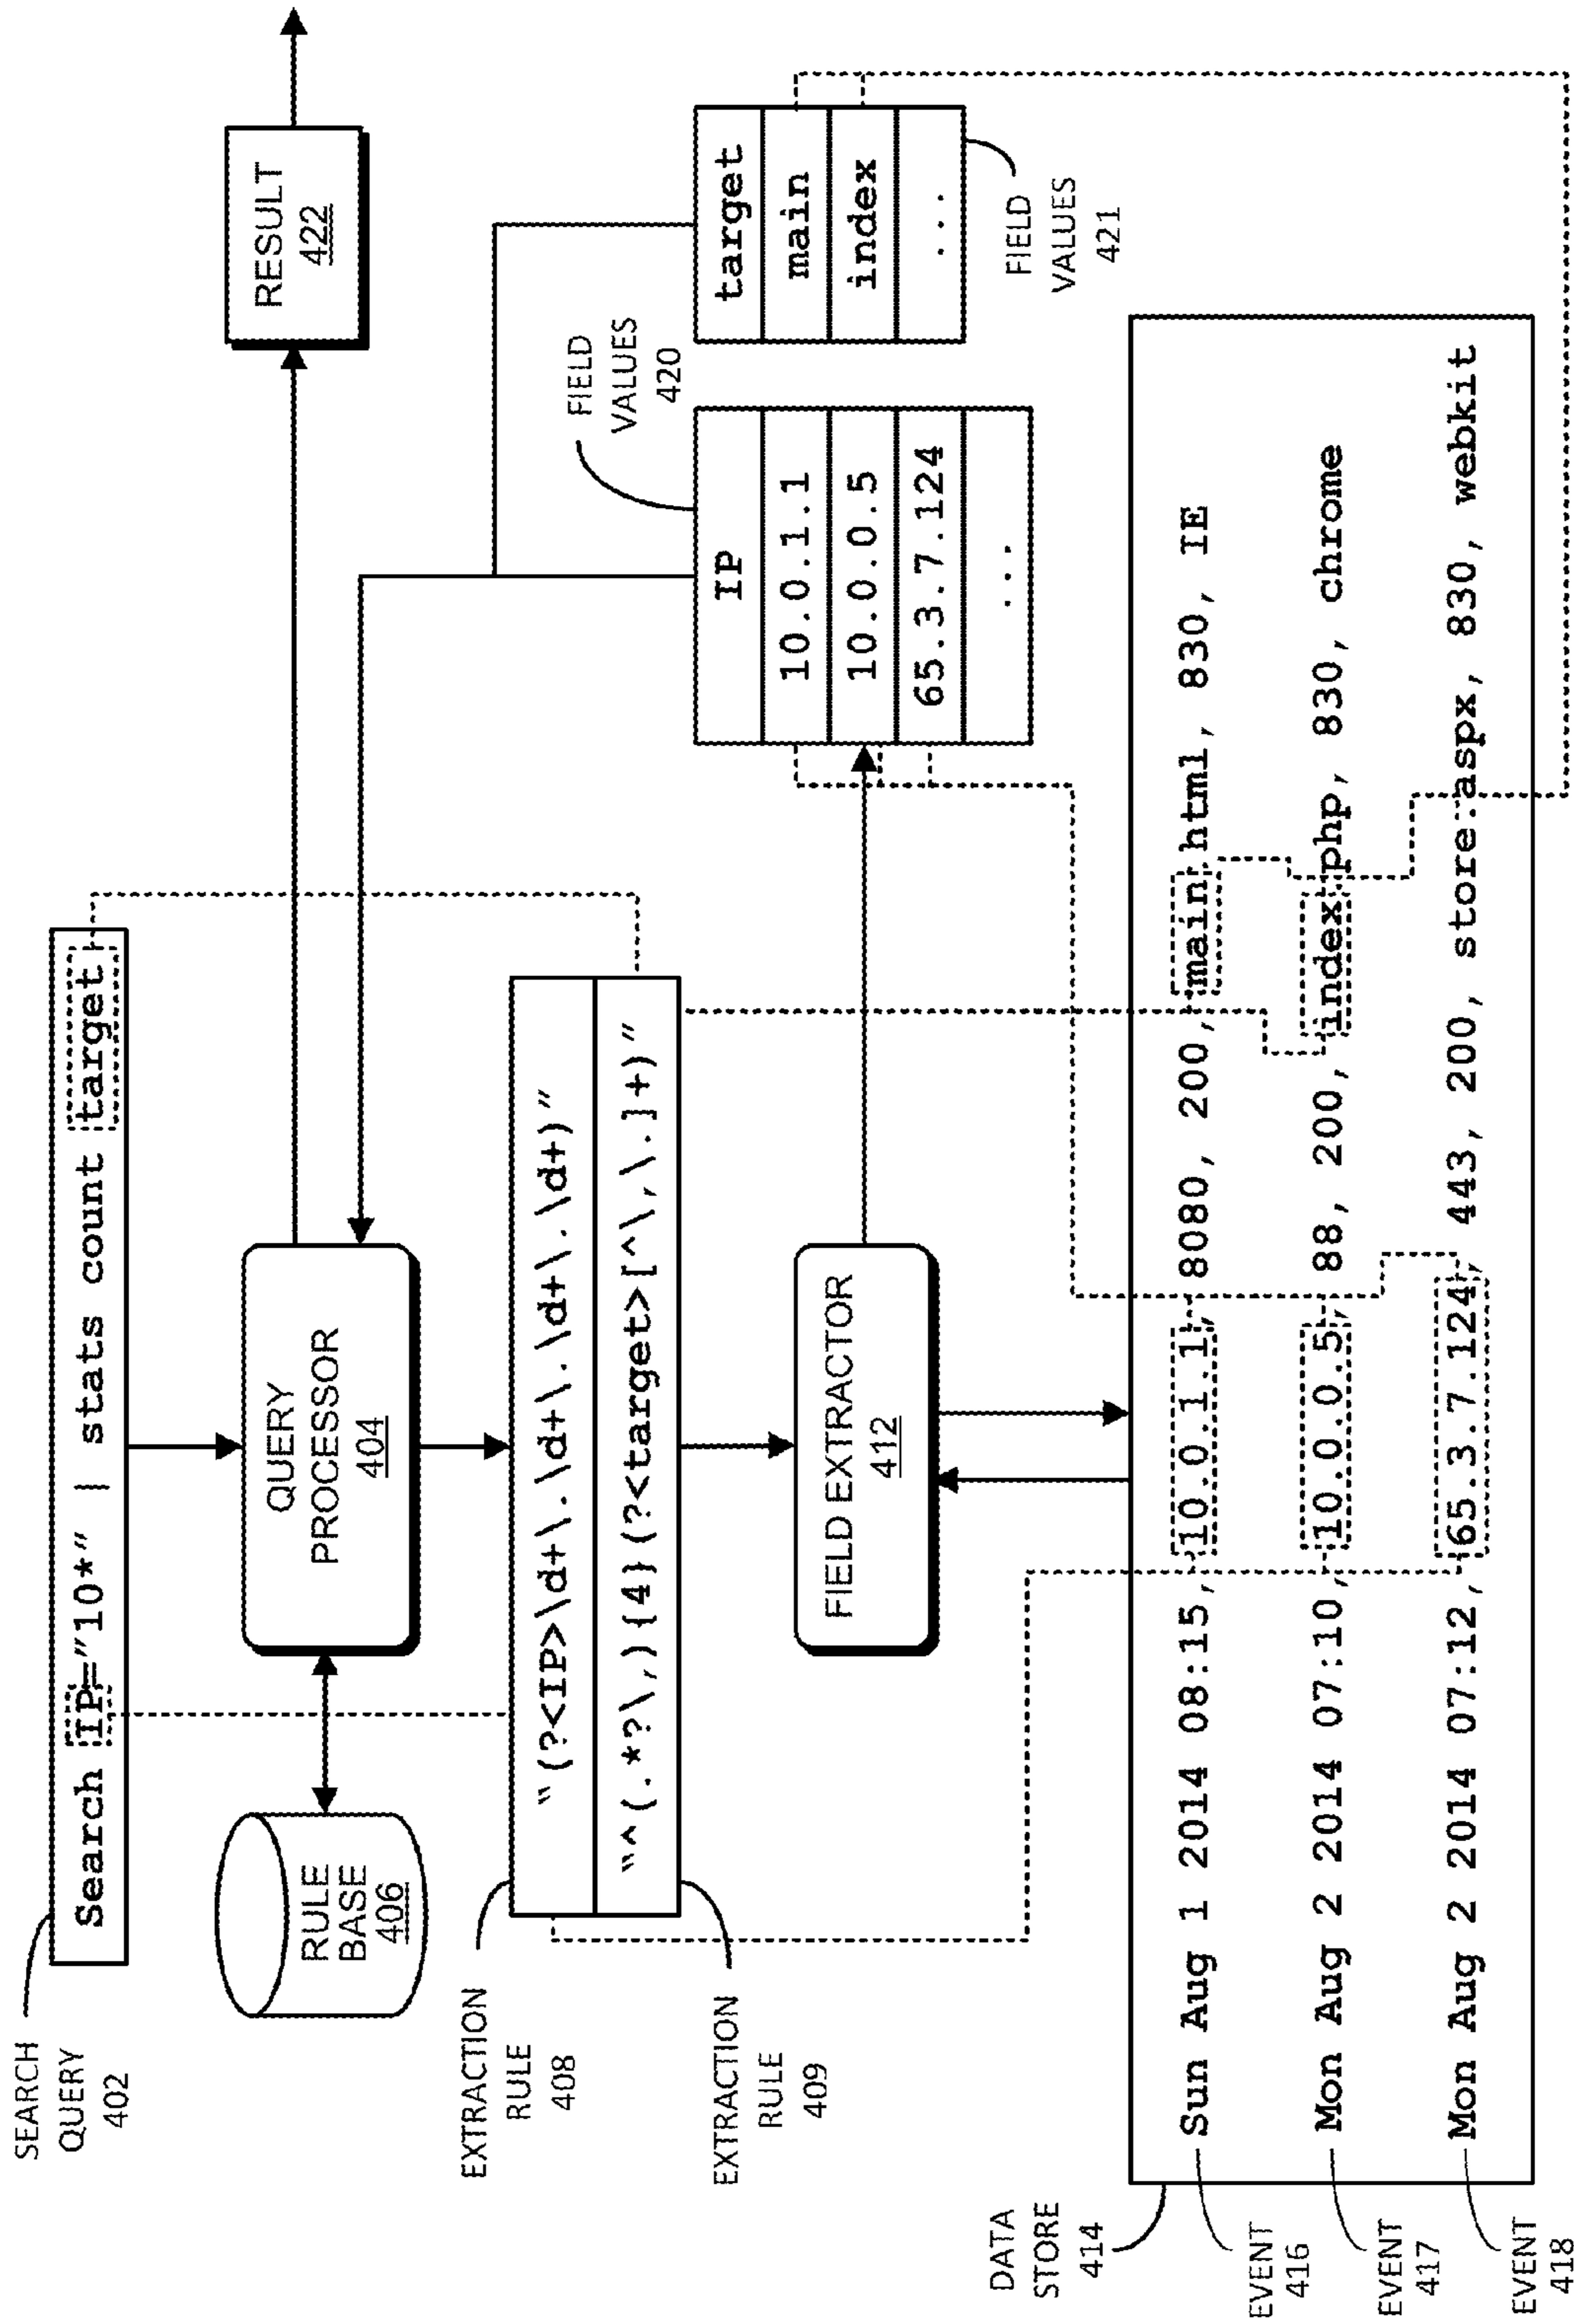 SEARCH
QUERY
402
Search IP="10*" | stats count target
RULE
BASE
406
QUERY
PROCESSOR
404
RESULT
422
EXTRACTION
RULE
408
"(?<IP>\d+\.\d+\.\d+\.\d+)"
"^(.*?\,){4}(?<target>[^\,\.]+)"
EXTRACTION
RULE
409
FIELD EXTRACTOR
412
FIELD
VALUES
420
IP
10.0.1.1
10.0.0.5
65.3.7.124
...
target
main
index
...
FIELD
VALUES
421
DATA
STORE
414
Sun Aug 1 2014 08:15, 10.0.1.1, 8080, 200, main.html, 830, IE
Mon Aug 2 2014 07:10, 10.0.0.5, 88, 200, index.php, 830, chrome
Mon Aug 2 2014 07:12, 65.3.7.124, 443, 200, store.aspx, 830, webkit
EVENT
416
EVENT
417
EVENT
418